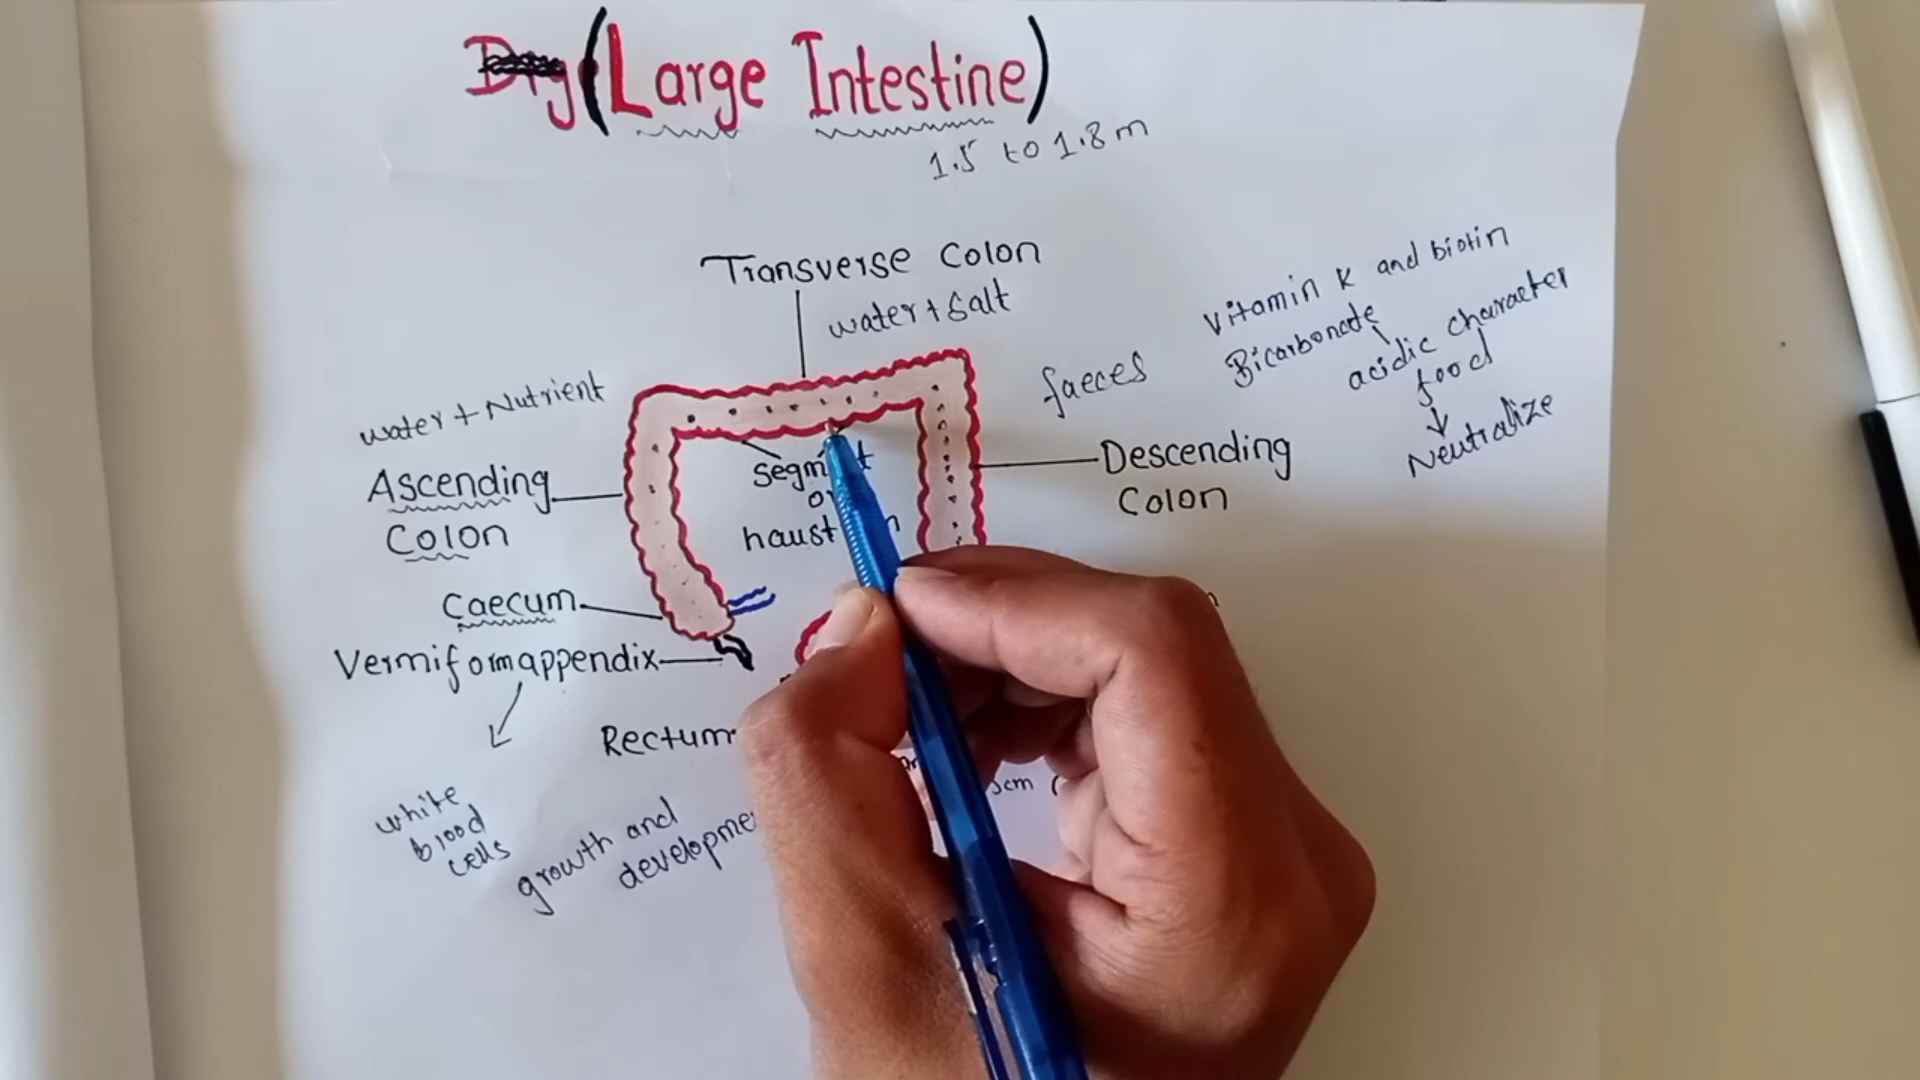 (Large Intestine)
1.5 to 1.8 m
Transverse Colon
water + Salt
Vitamin K and biotin
Bicarbonate
acidic character
food
Neutralize
faeces
water + Nutrient
Ascending
Colon
Descending
Colon
Caecum
Vermiformappendix
Rectum
white
blood
cells
growth and